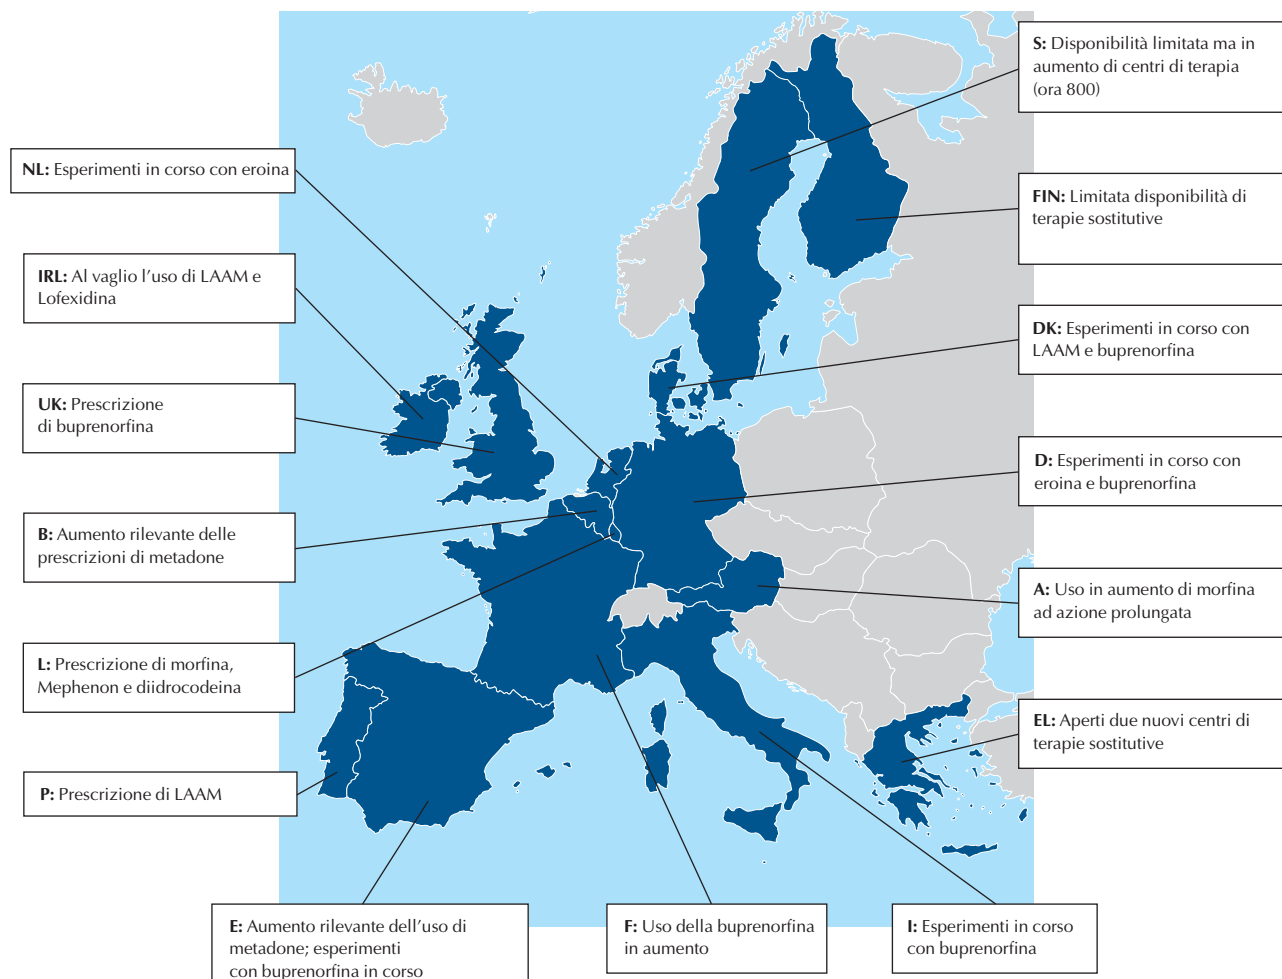 S: Disponibilità limitata ma in
aumento di centri di terapia
(ora 800)
NL: Esperimenti in corso con eroina
FIN: Limitata disponibilità di
terapie sostitutive
IRL: Al vaglio l’uso di LAAM e
Lofexidina
DK: Esperimenti in corso con
LAAM e buprenorfina
UK: Prescrizione
di buprenorfina
D: Esperimenti in corso con
eroina e buprenorfina
B: Aumento rilevante delle
prescrizioni di metadone
A: Uso in aumento di morfina
ad azione prolungata
L: Prescrizione di morfina,
Mephenon e diidrocodeina
EL: Aperti due nuovi centri di
terapie sostitutive
P: Prescrizione di LAAM
E: Aumento rilevante dell’uso di
metadone; esperimenti
con buprenorfina in corso
F: Uso della buprenorfina
in aumento
I: Esperimenti in corso
con buprenorfina